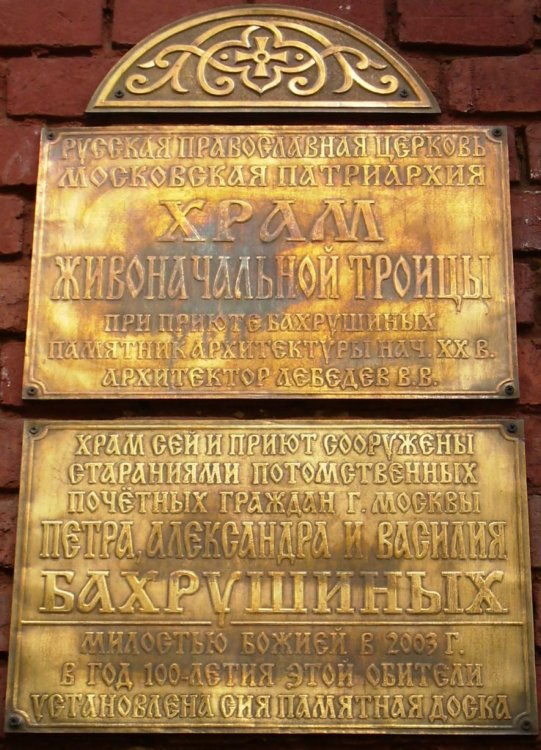 РУССКАЯ ПРАВОСЛАВНАЯ ЦЕРКОВЬ
МОСКОВСКАЯ ПАТРИАРХИЯ
ХРАМ
ЖИВОНАЧАЛЬНОЙ ТРОИЦЫ
ПРИ ПРИЮТЕ БАХРУШИНЫХ
ПАМЯТНИК АРХИТЕКТУРЫ НАЧ. ХХ В.
АРХИТЕКТОР ЛЕБЕДЕВ В.В.
ХРАМ СЕЙ И ПРИЮТ СООРУЖЕНЫ
СТАРАНИЯМИ ПОТОМСТВЕННЫХ
ПОЧЁТНЫХ ГРАЖДАН Г. МОСКВЫ
ПЕТРА, АЛЕКСАНДРА И ВАСИЛИЯ
БАХРУШИНЫХ
МИЛОСТЬЮ БОЖИЕЙ В 2003 Г.
В ГОД 100-ЛЕТИЯ ЭТОЙ ОБИТЕЛИ
УСТАНОВЛЕНА СИЯ ПАМЯТНАЯ ДОСКА